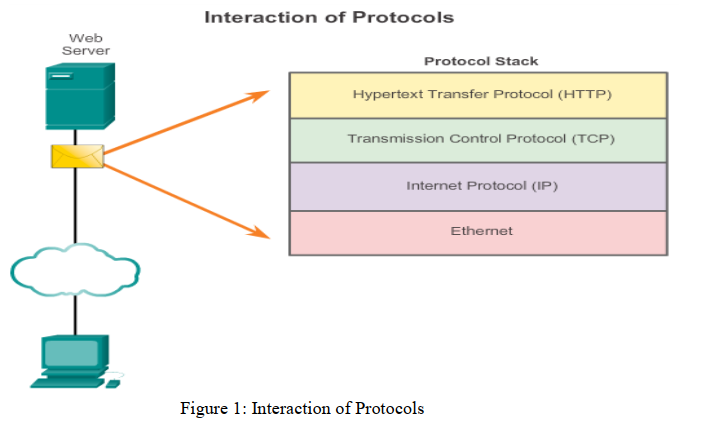 Interaction of Protocols
Web
Server
Protocol Stack
Hypertext Transfer Protocol (HTTP)
Transmission Control Protocol (TCP)
Internet Protocol (IP)
Ethernet
Figure 1: Interaction of Protocols